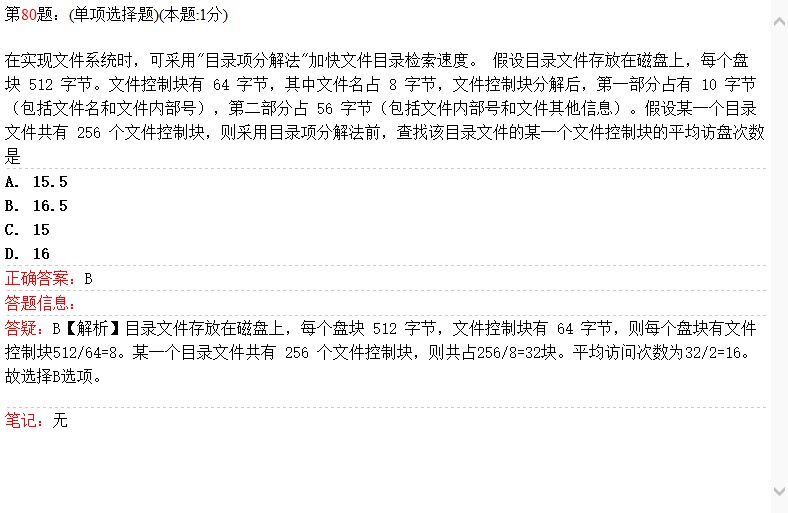 第80题：(单项选择题)(本题:1分)
在实现文件系统时，可采用"目录项分解法"加快文件目录检索速度。 假设目录文件存放在磁盘上，每个盘
块 512 字节。文件控制块有 64 字节，其中文件名占 8 字节，文件控制块分解后，第一部分占有 10 字节
（包括文件名和文件内部号），第二部分占 56 字节（包括文件内部号和文件其他信息）。假设某一个目录
文件共有 256 个文件控制块，则采用目录项分解法前，查找该目录文件的某一个文件控制块的平均访盘次数
是
A. 15.5
B. 16.5
C. 15
D. 16
正确答案：B
答题信息：
答疑：B【解析】目录文件存放在磁盘上，每个盘块 512 字节，文件控制块有 64 字节，则每个盘块有文件
控制块512/64=8。某一个目录文件共有 256 个文件控制块，则共占256/8=32块。平均访问次数为32/2=16。
故选择B选项。
笔记：无